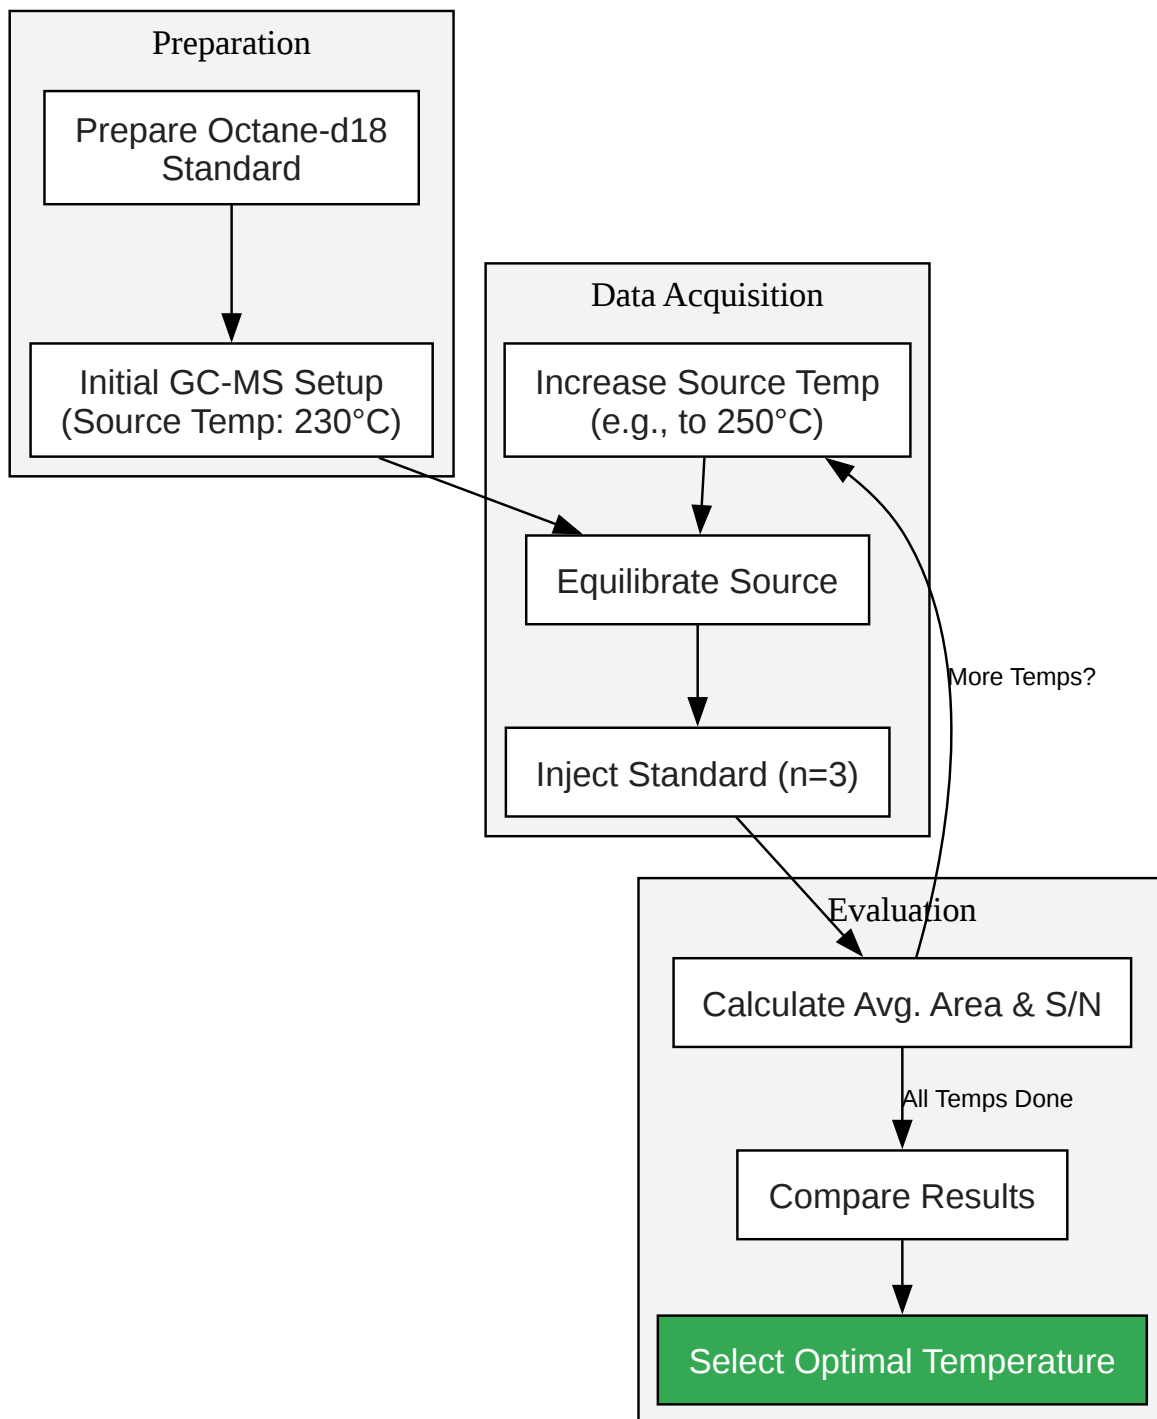 Preparation
Prepare Octane-d18
Standard
Initial GC-MS Setup
(Source Temp: 230°C)
Data Acquisition
Increase Source Temp
(e.g., to 250°C)
Equilibrate Source
More Temps?
Inject Standard (n=3)
Evaluation
Calculate Avg. Area & S/N
All Temps Done
Compare Results
Select Optimal Temperature